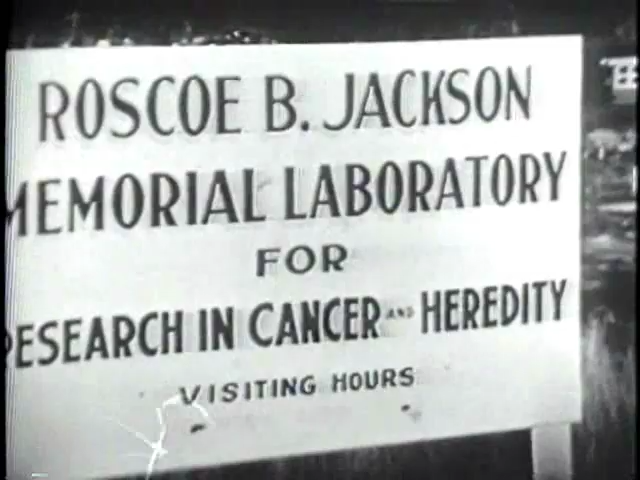 ROSCOE B. JACKSON
MEMORIAL LABORATORY
FOR
RESEARCH IN CANCER AND HEREDITY
VISITING HOURS